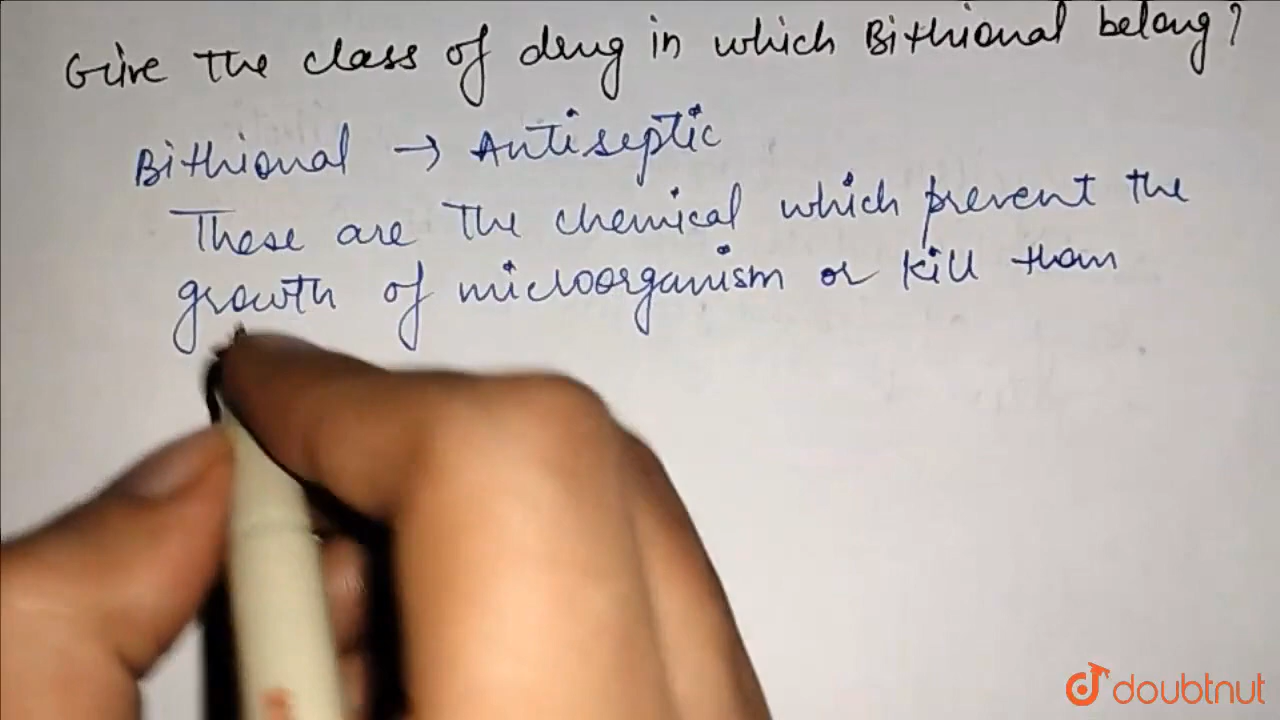 Give the class of drug in which Bithional belong?
Bithional → Antiseptic
These are the chemical which prevent the
growth of microorganism or kill tham
doubtnut